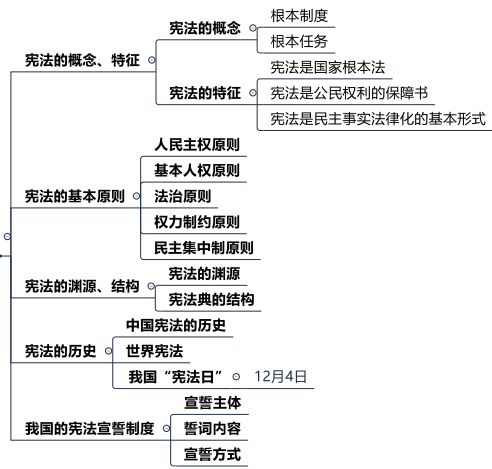 宪法的概念、特征
宪法的概念
根本制度
根本任务
宪法的特征
宪法是国家根本法
宪法是公民权利的保障书
宪法是民主事实法律化的基本形式
宪法的基本原则
人民主权原则
基本人权原则
法治原则
权力制约原则
民主集中制原则
宪法的渊源、结构
宪法的渊源
宪法典的结构
宪法的历史
中国宪法的历史
世界宪法
我国“宪法日”
12月4日
我国的宪法宣誓制度
宣誓主体
誓词内容
宣誓方式